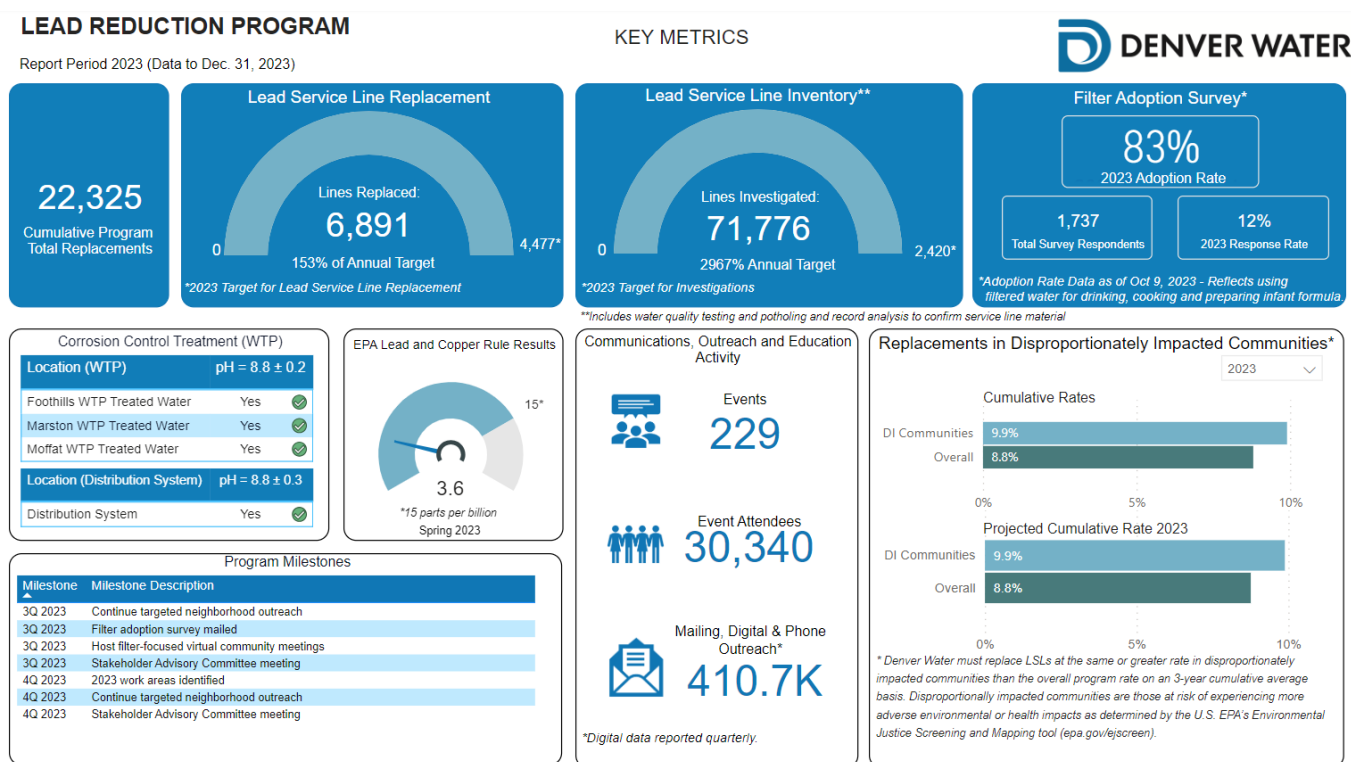 LEAD REDUCTION PROGRAM
KEY METRICS
DENVER WATER
Report Period 2023 (Data to Dec. 31, 2023)
22,325
Cumulative Program
Total Replacements
Lead Service Line Replacement
Lines Replaced:
6,891
0
4,477*
153% of Annual Target
*2023 Target for Lead Service Line Replacement
Lead Service Line Inventory**
Lines Investigated:
71,776
0
2,420*
2967% Annual Target
*2023 Target for Investigations
**Includes water quality testing and potholing and record analysis to confirm service line material
Filter Adoption Survey*
83%
2023 Adoption Rate
1,737
Total Survey Respondents
12%
2023 Response Rate
*Adoption Rate Data as of Oct 9, 2023 - Reflects using
filtered water for drinking, cooking and preparing infant formula.
Corrosion Control Treatment (WTP)
Location (WTP) pH = 8.8 ± 0.2
Foothills WTP Treated Water Yes
Marston WTP Treated Water Yes
Moffat WTP Treated Water Yes
Location (Distribution System) pH = 8.8 ± 0.3
Distribution System Yes
EPA Lead and Copper Rule Results
15*
3.6
*15 parts per billion
Spring 2023
Program Milestones
Milestone Milestone Description
3Q 2023 Continue targeted neighborhood outreach
3Q 2023 Filter adoption survey mailed
3Q 2023 Host filter-focused virtual community meetings
3Q 2023 Stakeholder Advisory Committee meeting
4Q 2023 2023 work areas identified
4Q 2023 Continue targeted neighborhood outreach
4Q 2023 Stakeholder Advisory Committee meeting
Communications, Outreach and Education
Activity
Events
229
Event Attendees
30,340
Mailing, Digital & Phone
Outreach*
410.7K
*Digital data reported quarterly.
Replacements in Disproportionately Impacted Communities*
2023
Cumulative Rates
DI Communities 9.9%
Overall 8.8%
0% 5% 10%
Projected Cumulative Rate 2023
DI Communities 9.9%
Overall 8.8%
0% 5% 10%
* Denver Water must replace LSLs at the same or greater rate in disproportionately
impacted communities than the overall program rate on an 3-year cumulative average
basis. Disproportionally impacted communities are those at risk of experiencing more
adverse environmental or health impacts as determined by the U.S. EPA's Environmental
Justice Screening and Mapping tool (epa.gov/ejscreen).